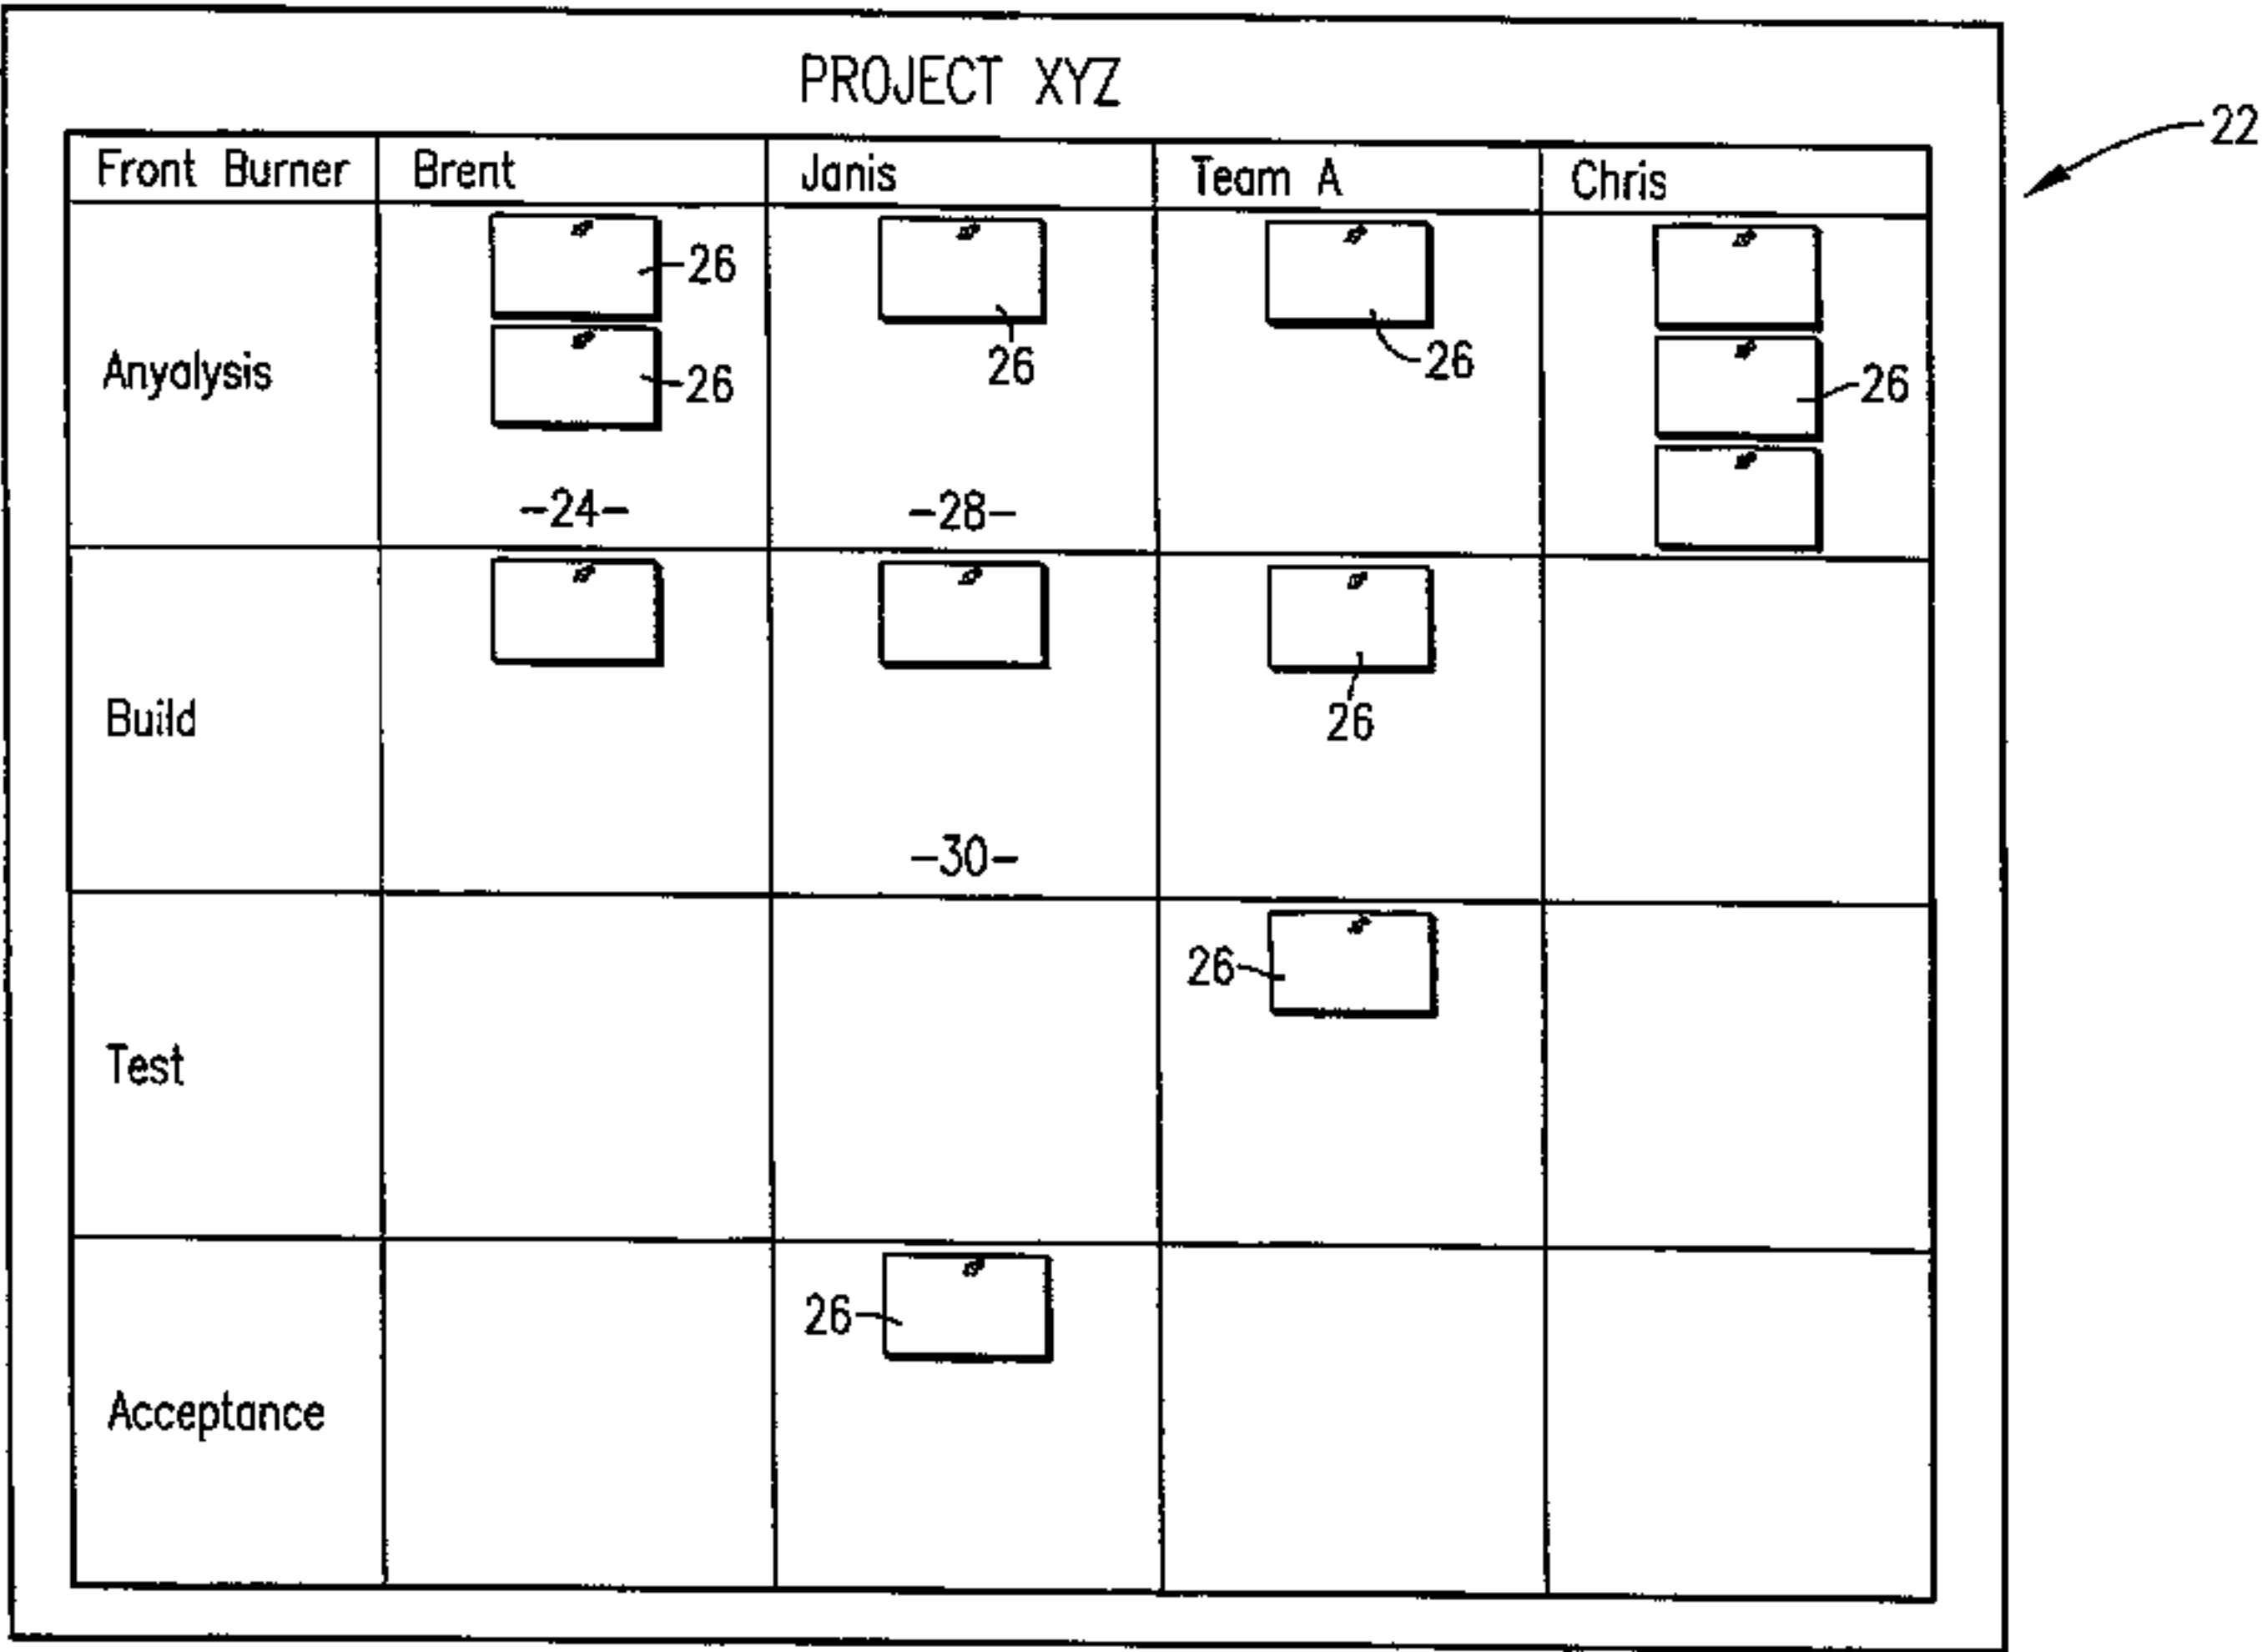 PROJECT XYZ
22
Front Burner Brent Janis Team A Chris
26
Anyalysis 26 26 26 26
-24- -28-
Build 26
-30-
26
Test
26
Acceptance